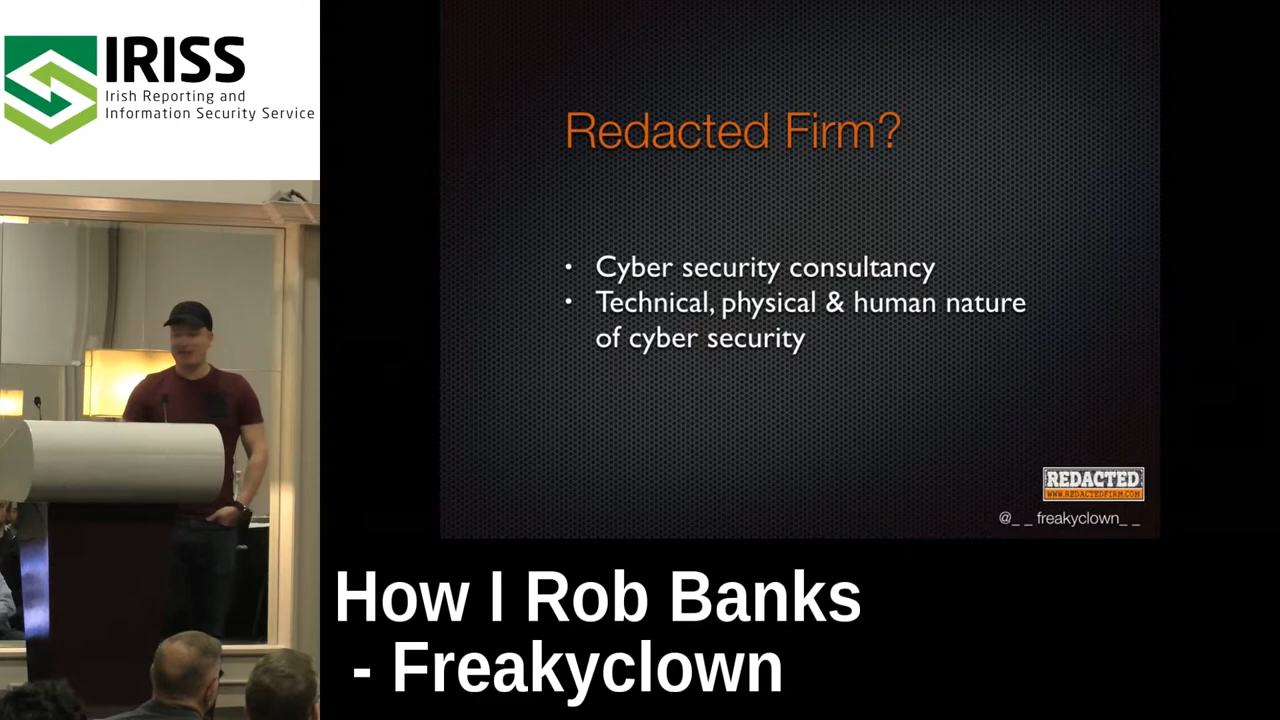 IRISS
Irish Reporting and
Information Security Service
Redacted Firm?
• Cyber security consultancy
• Technical, physical & human nature
of cyber security
REDACTED
WWW.REDACTEDFIRM.COM
@_ _ freakyclown_ _
How I Rob Banks
- Freakyclown